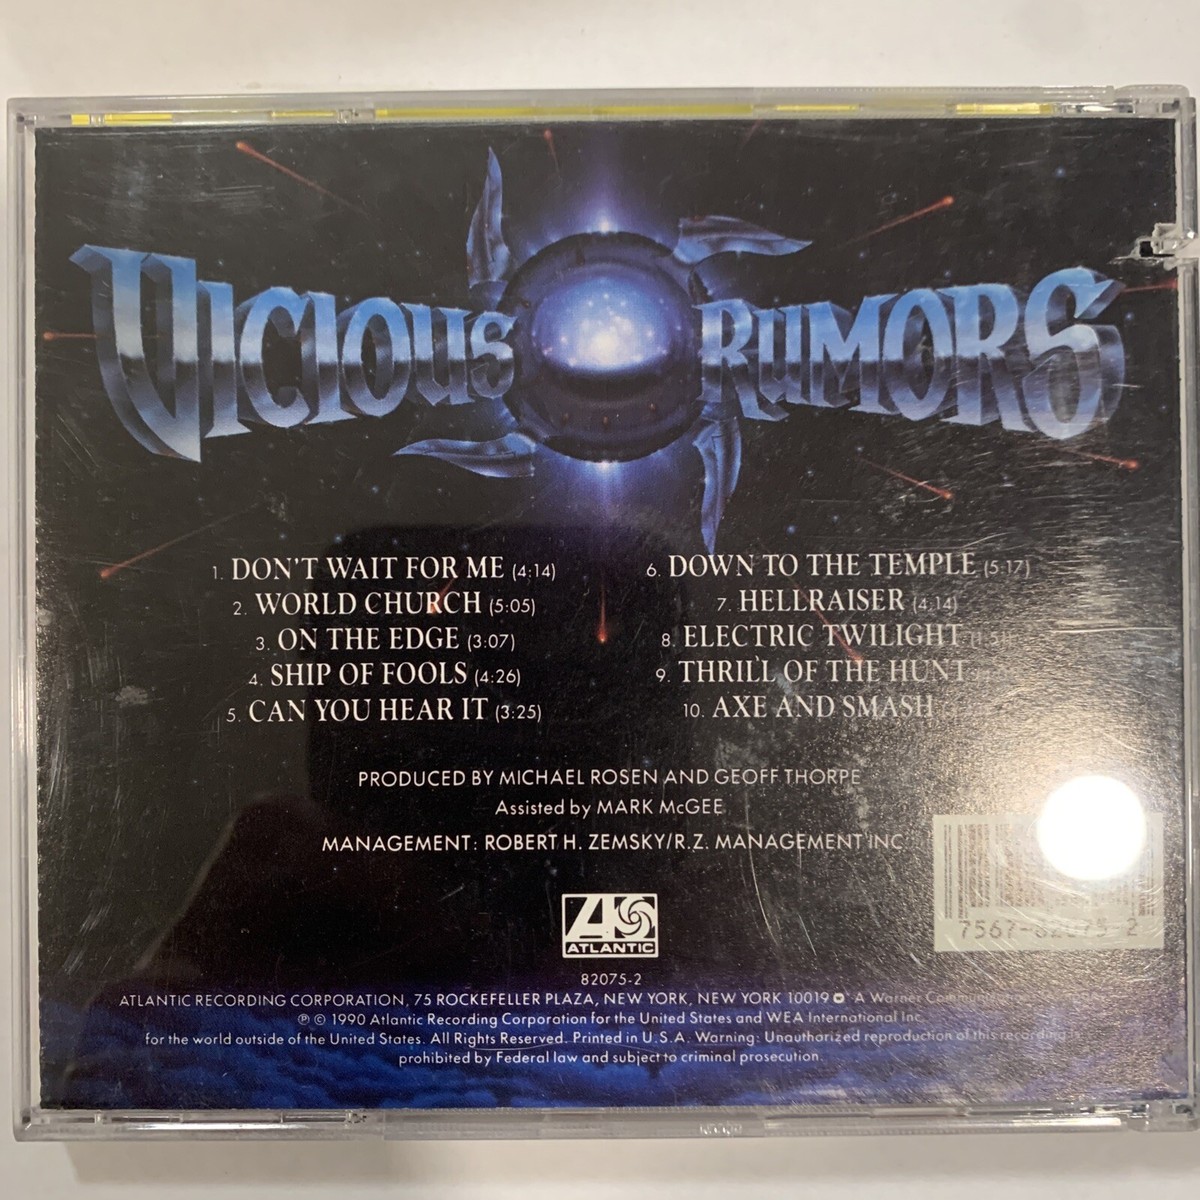 VICIOUS RUMORS
1. DON'T WAIT FOR ME (4:14)
2. WORLD CHURCH (5:05)
3. ON THE EDGE (3:07)
4. SHIP OF FOOLS (4:26)
5. CAN YOU HEAR IT (3:25)
6. DOWN TO THE TEMPLE (5:17)
7. HELLRAISER (4:14)
8. ELECTRIC TWILIGHT
9. THRILL OF THE HUNT
10. AXE AND SMASH
PRODUCED BY MICHAEL ROSEN AND GEOFF THORPE
Assisted by MARK McGEE
MANAGEMENT: ROBERT H. ZEMSKY/R.Z. MANAGEMENT INC
ATLANTIC
7567-82075-2
82075-2
ATLANTIC RECORDING CORPORATION, 75 ROCKEFELLER PLAZA, NEW YORK, NEW YORK 10019 A Warner
℗ © 1990 Atlantic Recording Corporation for the United States and WEA International Inc.
for the world outside of the United States. All Rights Reserved. Printed in U.S.A. Warning: Unauthorized reproduction of this recording
prohibited by Federal law and subject to criminal prosecution.